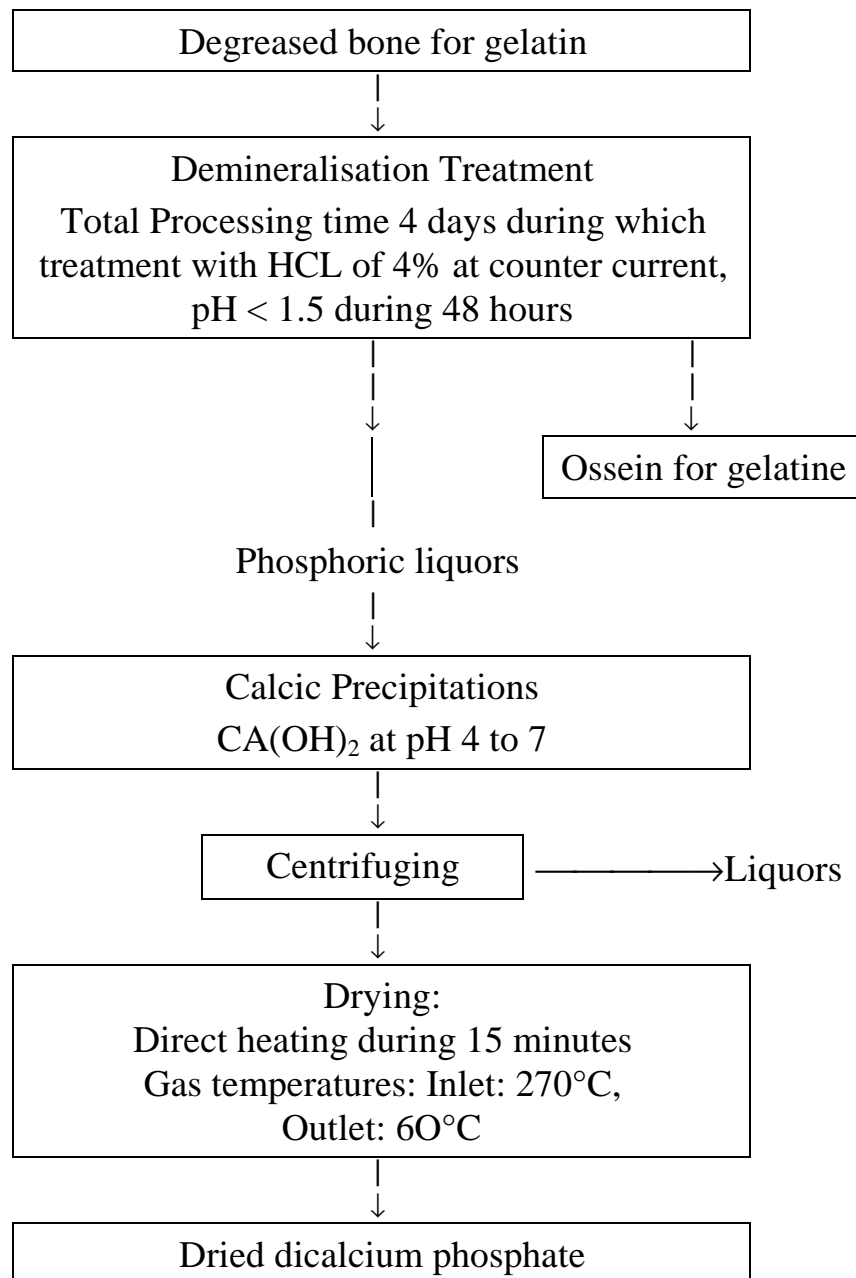 Degreased bone for gelatin
Demineralisation Treatment
Total Processing time 4 days during which
treatment with HCL of 4% at counter current,
pH < 1.5 during 48 hours
Ossein for gelatine
Phosphoric liquors
Calcic Precipitations
CA(OH)₂ at pH 4 to 7
Centrifuging
Liquors
Drying:
Direct heating during 15 minutes
Gas temperatures: Inlet: 270°C,
Outlet: 6O°C
Dried dicalcium phosphate